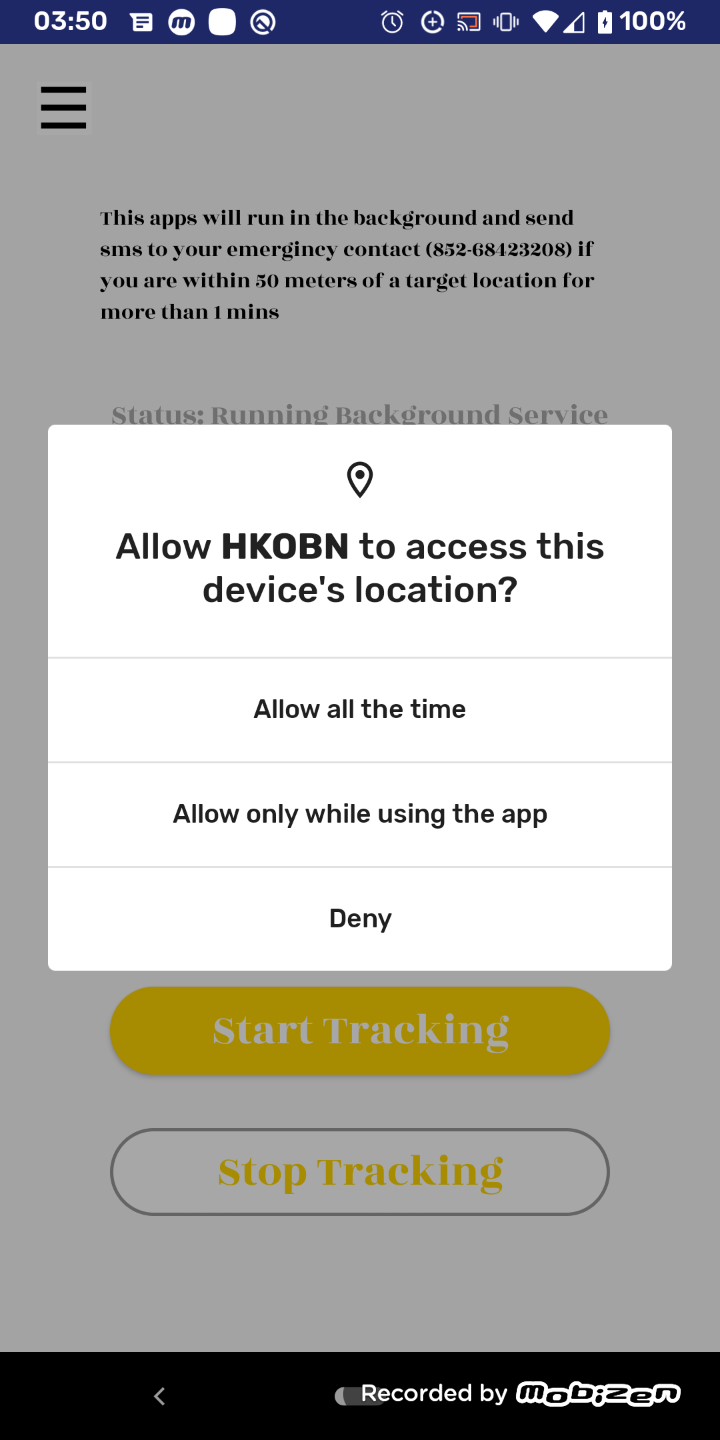 03:50
100%
This apps will run in the background and send
sms to your emergincy contact (852-68423208) if
you are within 50 meters of a target location for
more than 1 mins
Status: Running Background Service
Allow HKOBN to access this
device's location?
Allow all the time
Allow only while using the app
Deny
Start Tracking
Stop Tracking
Recorded by mobizen